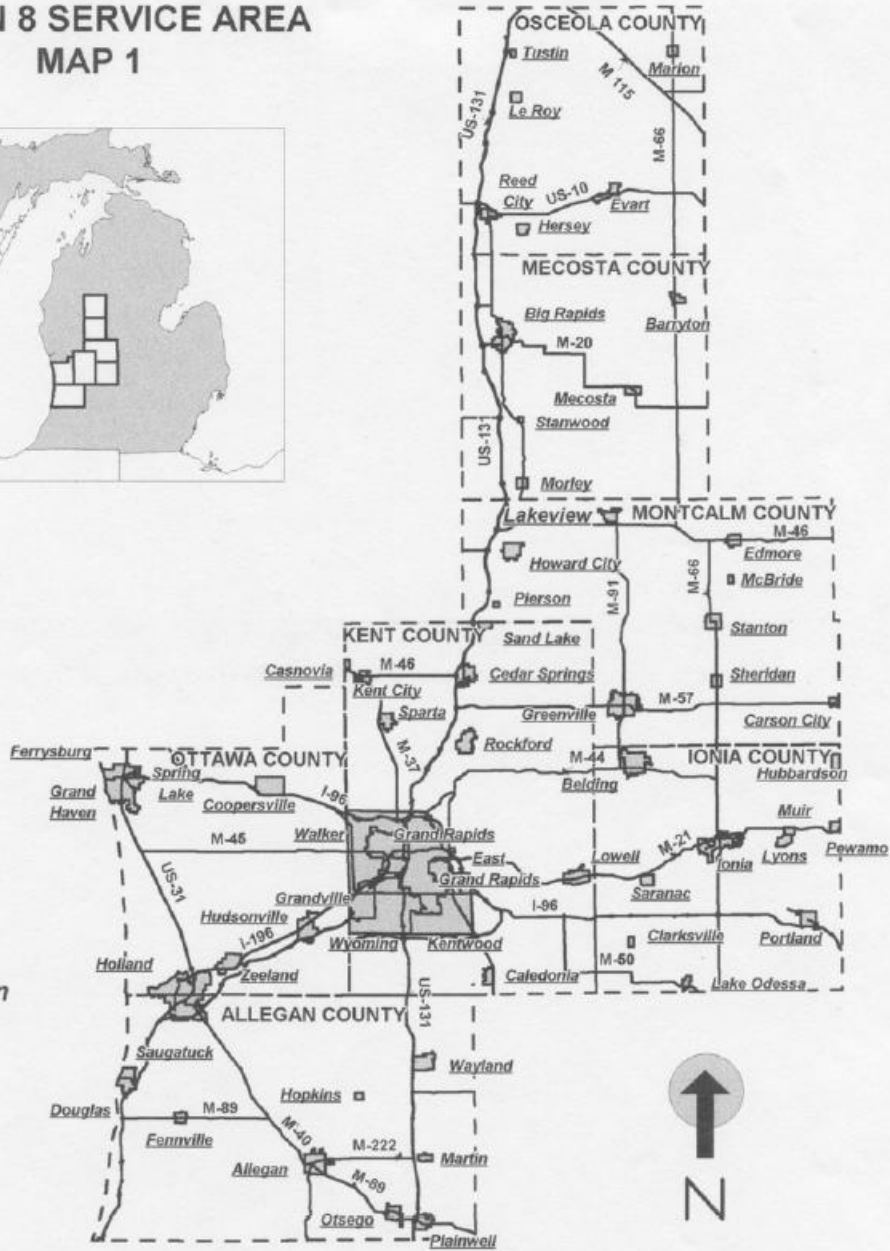 N 8 SERVICE AREA
MAP 1
OSCEOLA COUNTY
Tustin
M 115
Marion
US-131
Le Roy
M-66
Reed
City
US-10
Evart
Hersey
MECOSTA COUNTY
Big Rapids
Barryton
M-20
Mecosta
Stanwood
US-131
Morley
Lakeview
MONTCALM COUNTY
M-46
Edmore
Howard City
M-91
M-66
McBride
Pierson
Stanton
KENT COUNTY
Sand Lake
Casnovia
M-46
Cedar Springs
Sheridan
Kent City
M-57
Greenville
Carson City
Sparta
Rockford
M-37
Ferrysburg
OTTAWA COUNTY
M-44
IONIA COUNTY
Spring
Lake
Hubbardson
Grand
Haven
Coopersville
I-96
Belding
Muir
M-45
Walker
Grand Rapids
M-21
Lyons
Pewamo
East
Grand Rapids
Lowell
Ionia
US-31
Grandville
Saranac
Hudsonville
I-96
I-196
Wyoming
Kentwood
Clarksville
Portland
Holland
Zeeland
Caledonia
M-50
Lake Odessa
n
US-131
ALLEGAN COUNTY
Saugatuck
Wayland
Hopkins
Douglas
M-89
Fennville
M-40
M-222
Allegan
Martin
M-89
Otsego
Plainwell
N